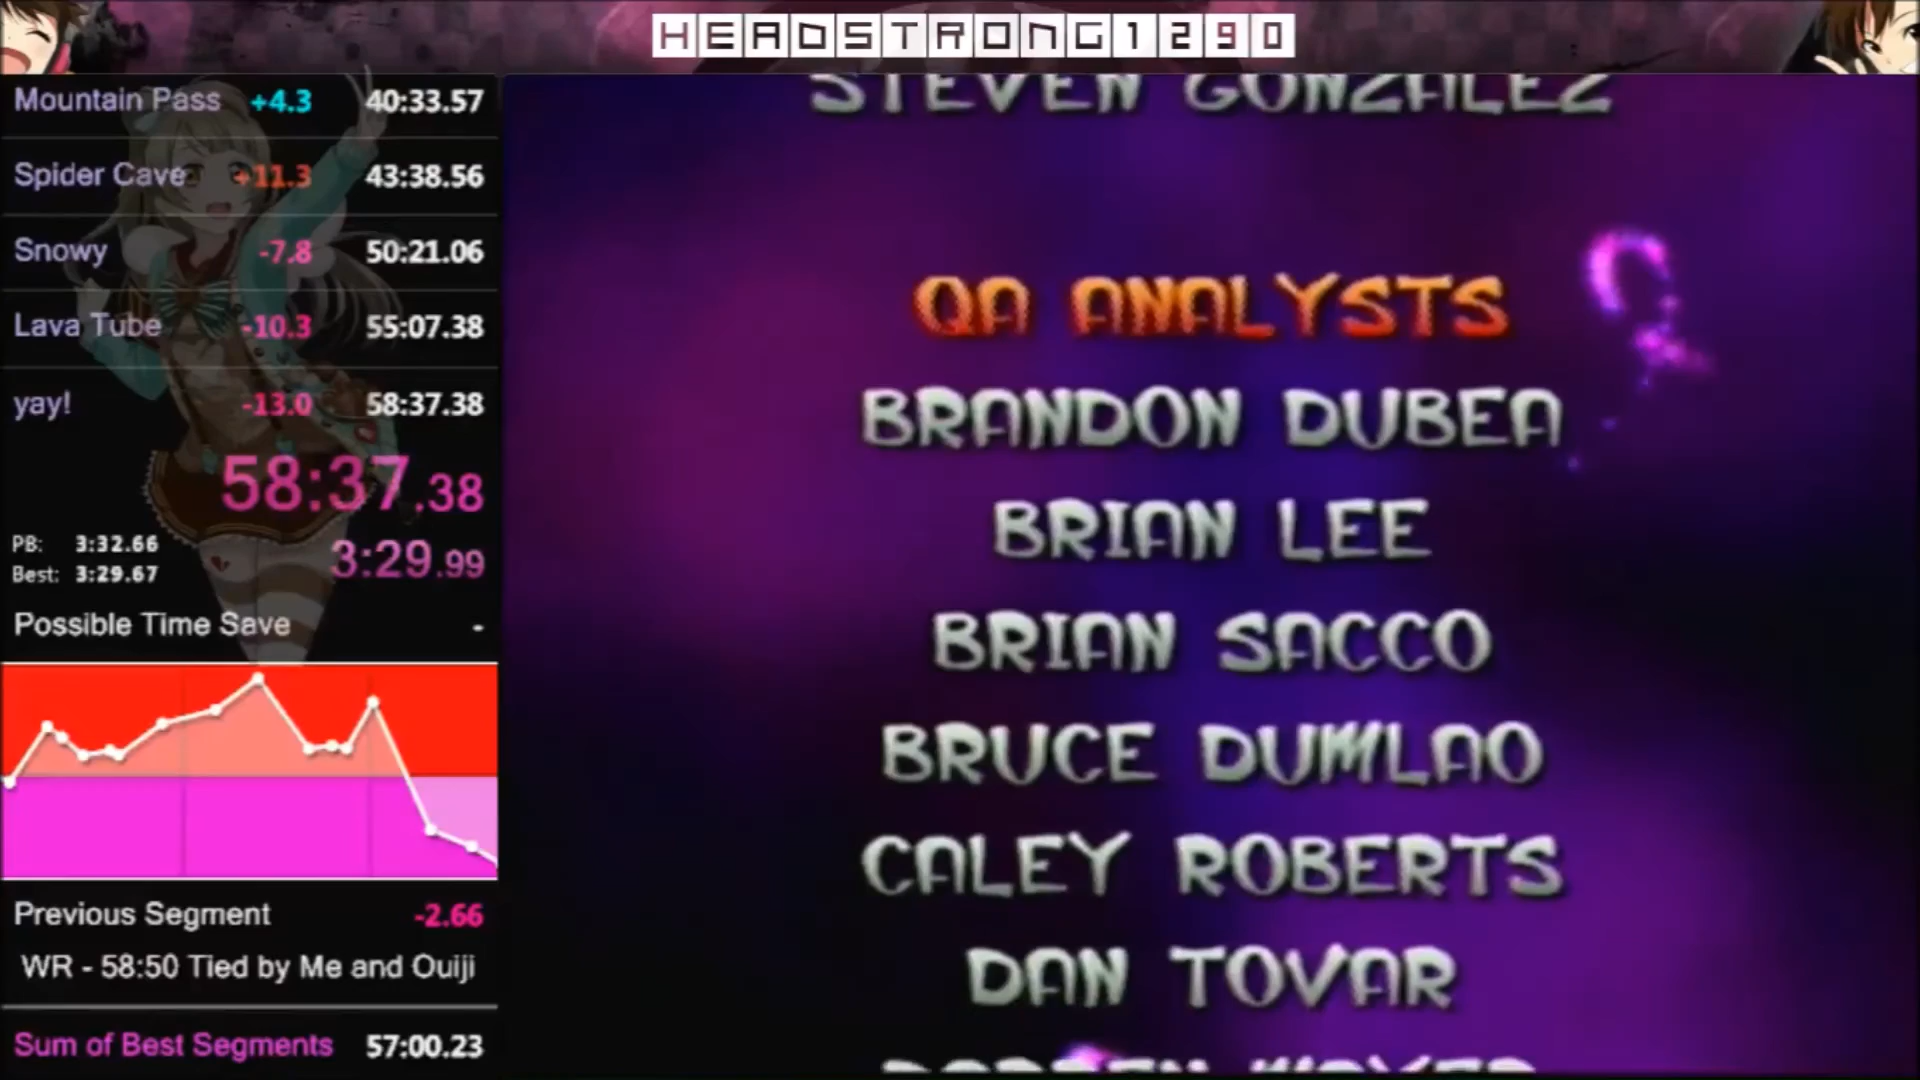 HEADSTRONG1290
Mountain Pass +4.3 40:33.57
Spider Cave +11.3 43:38.56
Snowy -7.8 50:21.06
Lava Tube -10.3 55:07.38
yay! -13.0 58:37.38
58:37.38
PB: 3:32.66
Best: 3:29.67
3:29.99
Possible Time Save -
Previous Segment -2.66
WR - 58:50 Tied by Me and Ouiji
Sum of Best Segments 57:00.23
STEVEN GONZALEZ
QA ANALYSTS
BRANDON DUBEA
BRIAN LEE
BRIAN SACCO
BRUCE DUMLAO
CALEY ROBERTS
DAN TOVAR